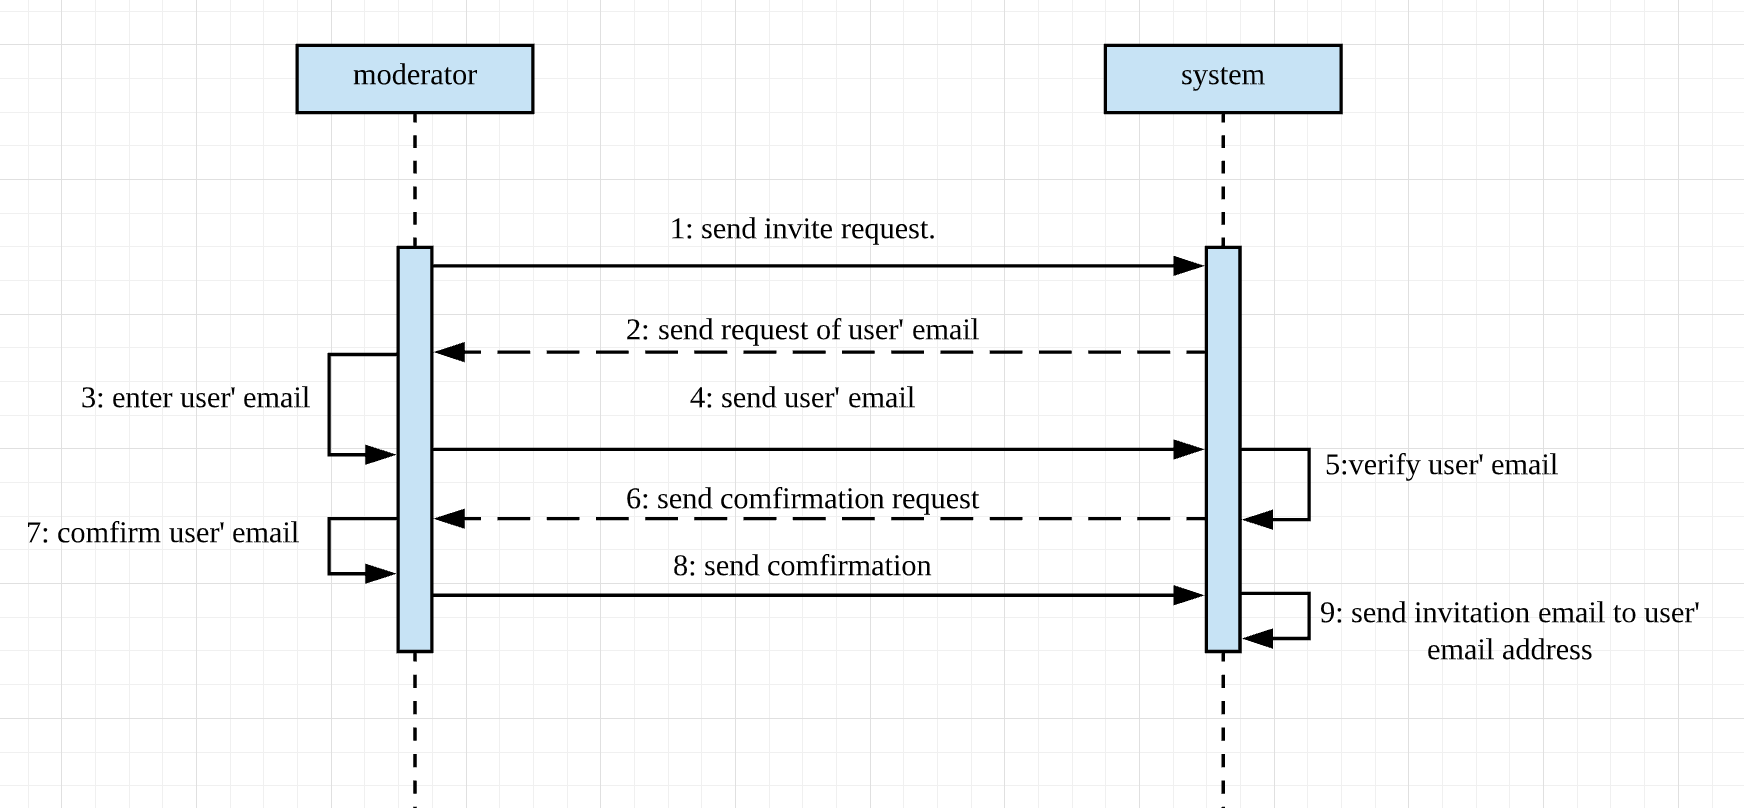 moderator
system
1: send invite request.
2: send request of user' email
3: enter user' email
4: send user' email
5:verify user' email
6: send comfirmation request
7: comfirm user' email
8: send comfirmation
9: send invitation email to user'
email address